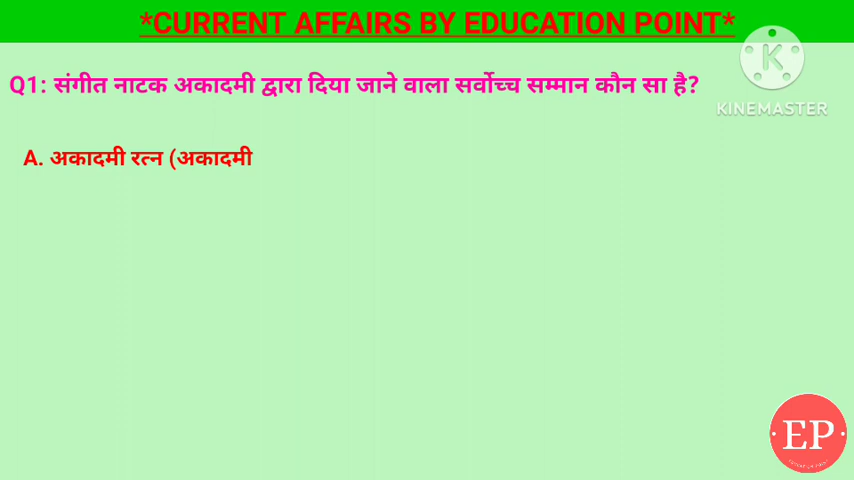 *CURRENT AFFAIRS BY EDUCATION POINT*
Q1: संगीत नाटक अकादमी द्वारा दिया जाने वाला सर्वोच्च सम्मान कौन सा है?
KINEMASTER
A. अकादमी रत्न (अकादमी
EP